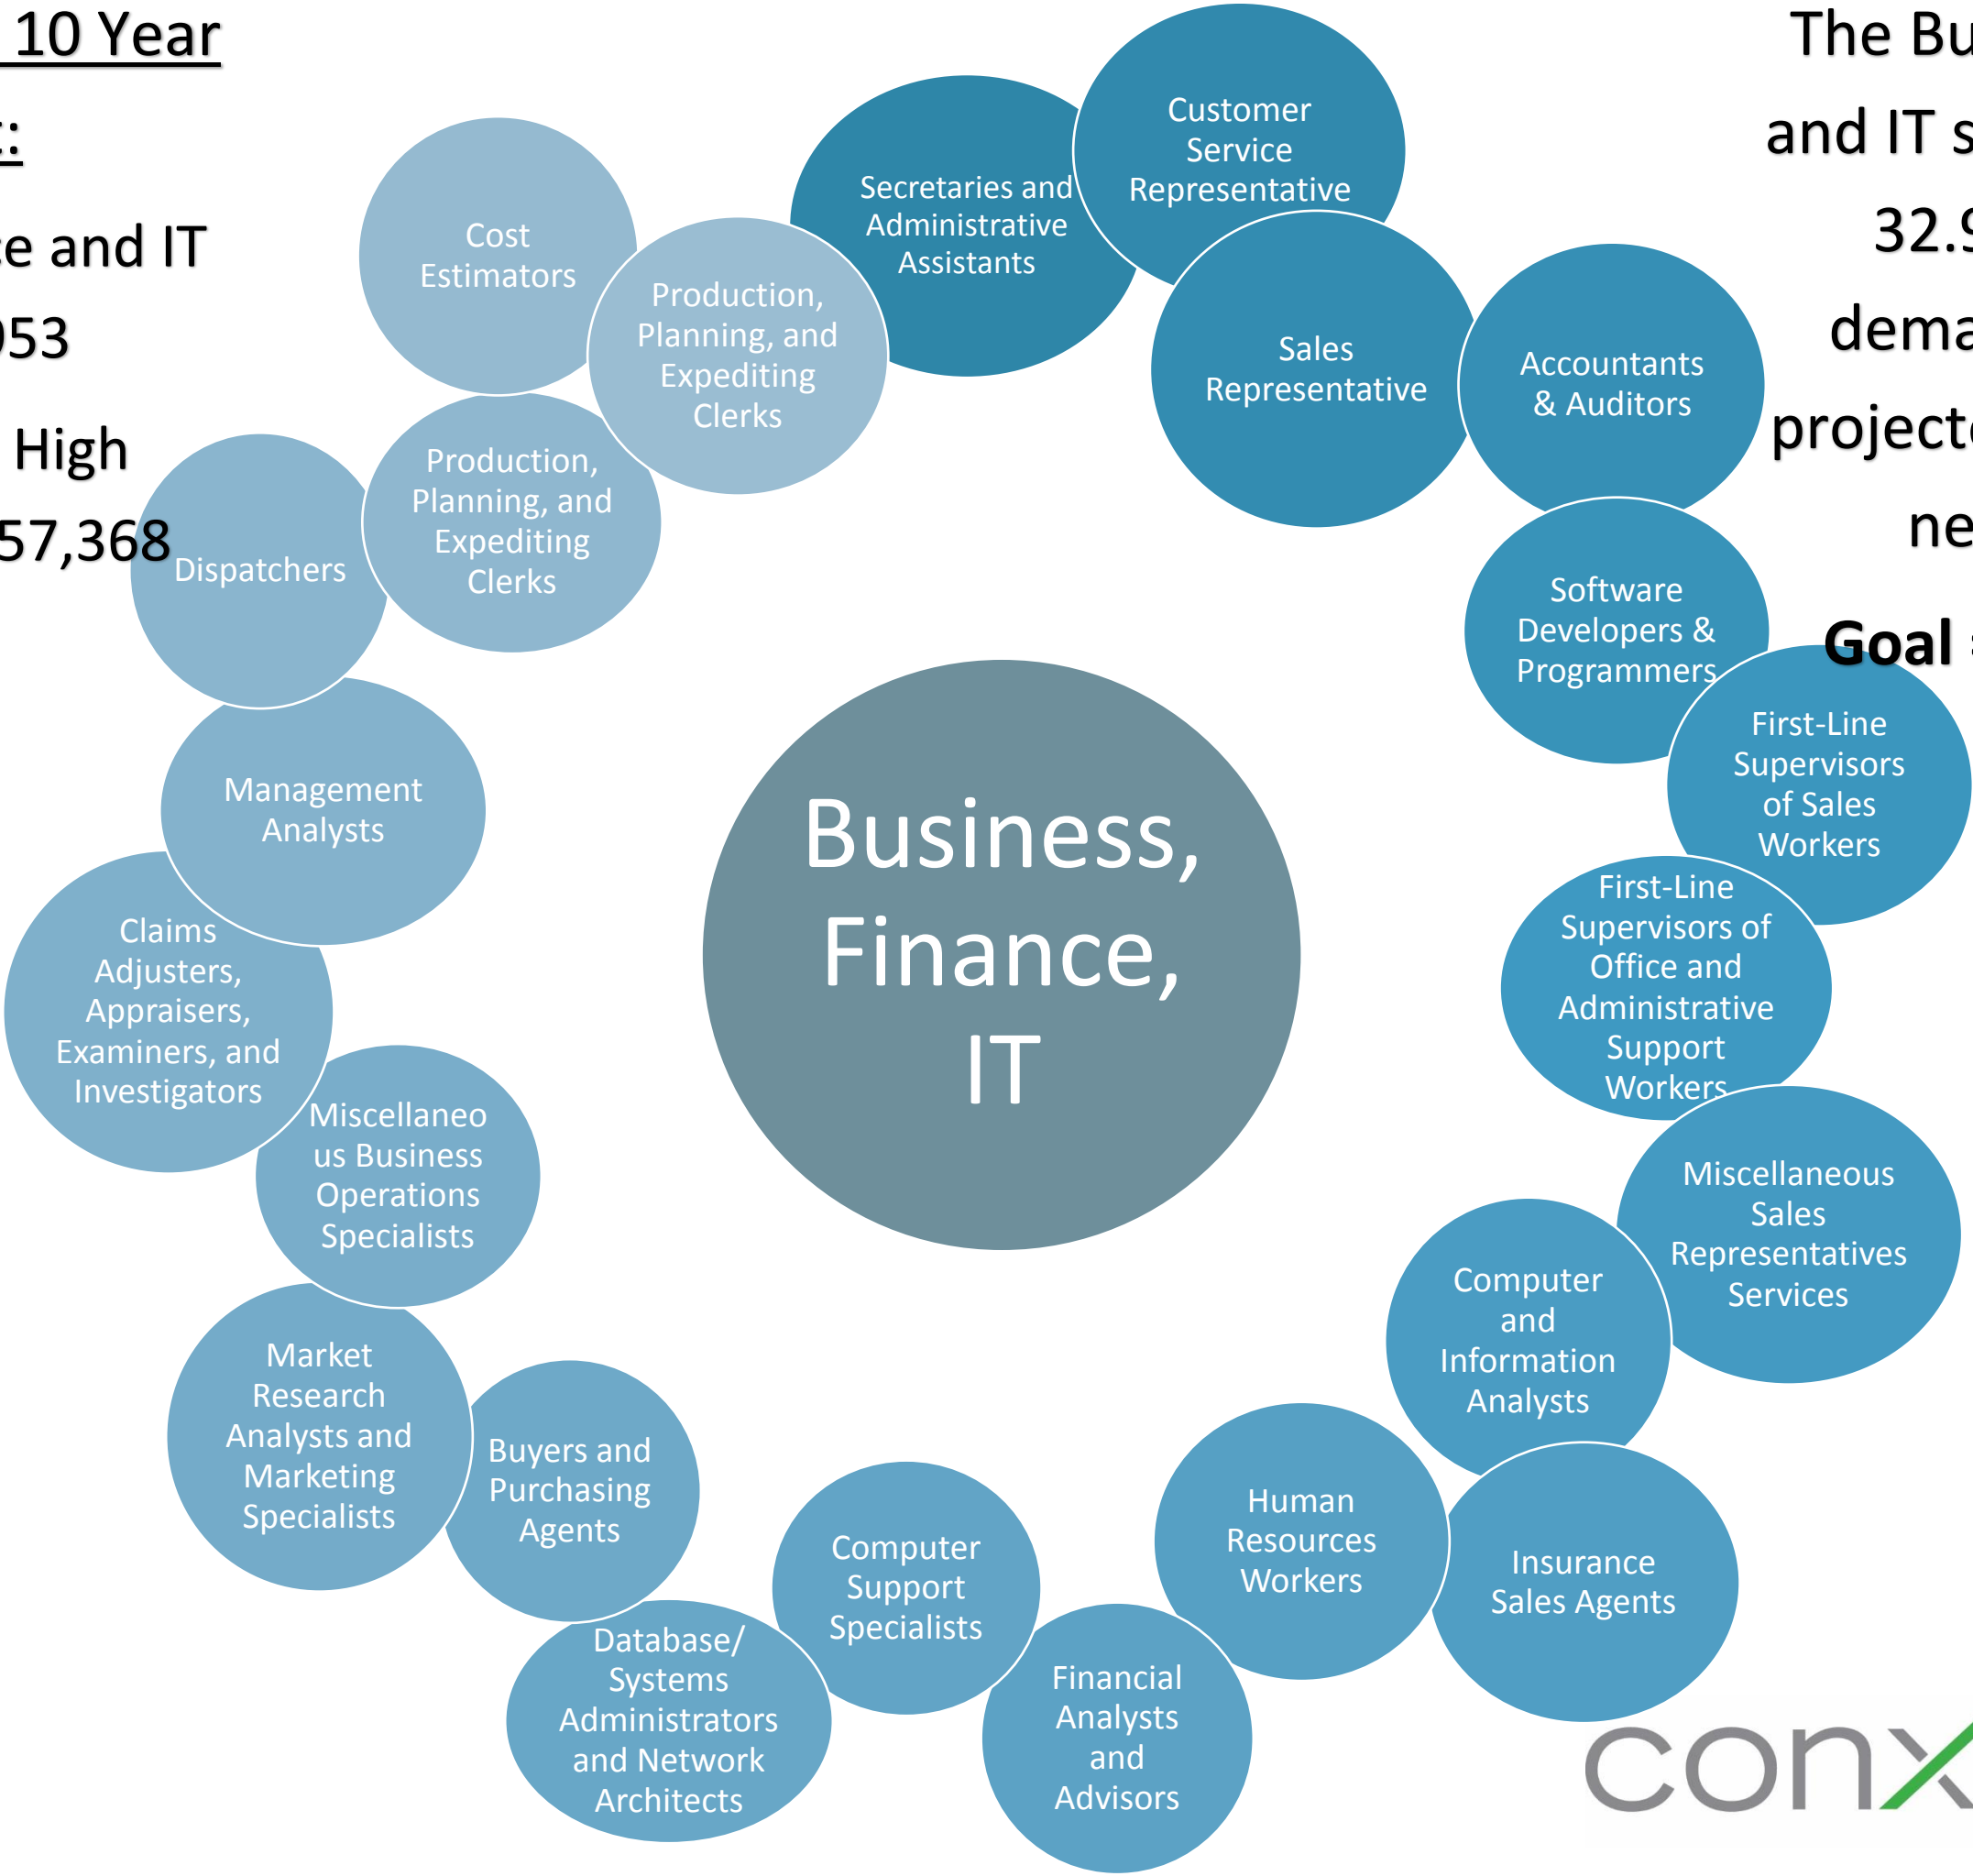 10 Year
t:
ce and IT
953
High
57,368
The Bu
and IT s
32.9
dema
projecte
ne
Goal =
Customer
Service
Representative
Secretaries and
Administrative
Assistants
Sales
Representative
Accountants
& Auditors
Software
Developers &
Programmers
First-Line
Supervisors
of Sales
Workers
First-Line
Supervisors of
Office and
Administrative
Support
Workers
Miscellaneous
Sales
Representatives
Services
Computer
and
Information
Analysts
Insurance
Sales Agents
Human
Resources
Workers
Financial
Analysts
and
Advisors
Computer
Support
Specialists
Database/
Systems
Administrators
and Network
Architects
Buyers and
Purchasing
Agents
Market
Research
Analysts and
Marketing
Specialists
Miscellaneo
us Business
Operations
Specialists
Claims
Adjusters,
Appraisers,
Examiners, and
Investigators
Management
Analysts
Dispatchers
Production,
Planning, and
Expediting
Clerks
Production,
Planning, and
Expediting
Clerks
Cost
Estimators
Business,
Finance,
IT
conx